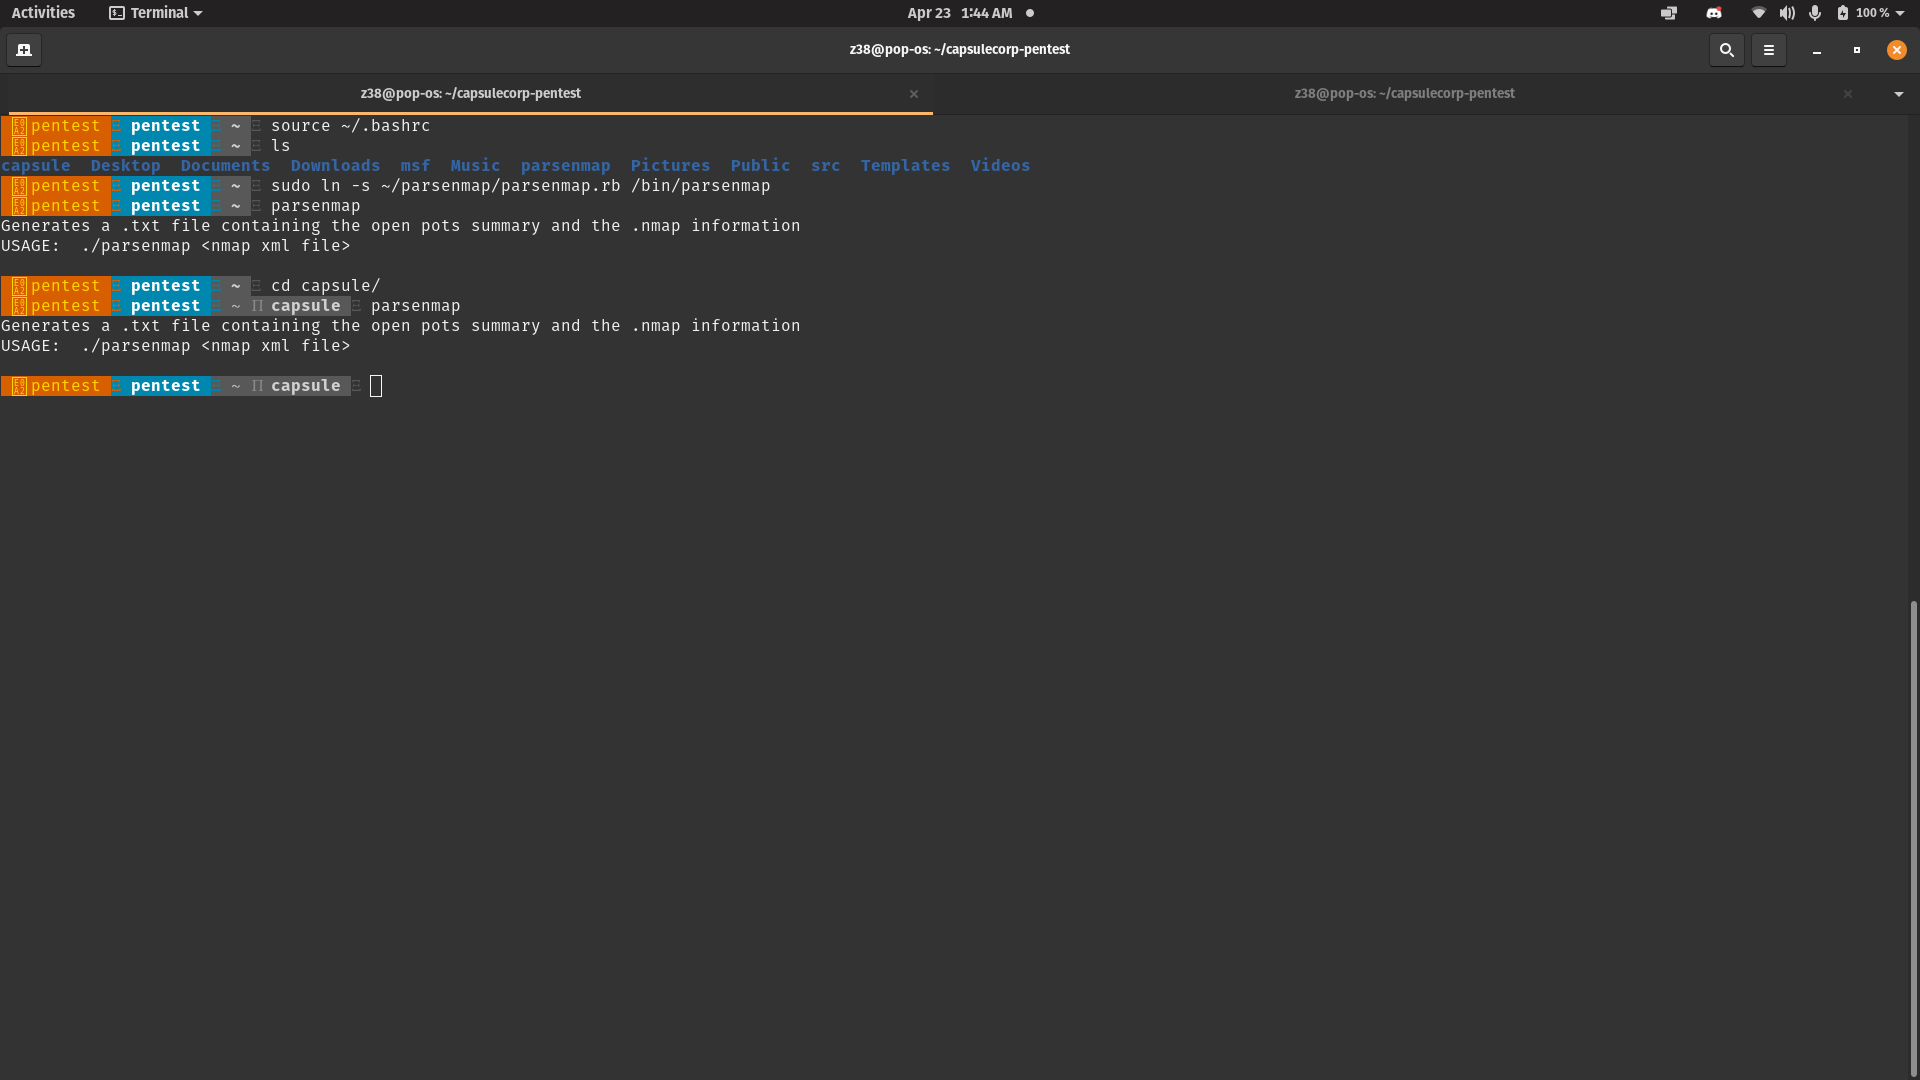 Activities Terminal Apr 23 1:44 AM 100 %
z38@pop-os: ~/capsulecorp-pentest
z38@pop-os: ~/capsulecorp-pentest z38@pop-os: ~/capsulecorp-pentest
pentest pentest ~ source ~/.bashrc
pentest pentest ~ ls
capsule Desktop Documents Downloads msf Music parsenmap Pictures Public src Templates Videos
pentest pentest ~ sudo ln -s ~/parsenmap/parsenmap.rb /bin/parsenmap
pentest pentest ~ parsenmap
Generates a .txt file containing the open pots summary and the .nmap information
USAGE: ./parsenmap <nmap xml file>
pentest pentest ~ cd capsule/
pentest pentest ~ capsule parsenmap
Generates a .txt file containing the open pots summary and the .nmap information
USAGE: ./parsenmap <nmap xml file>
pentest pentest ~ capsule